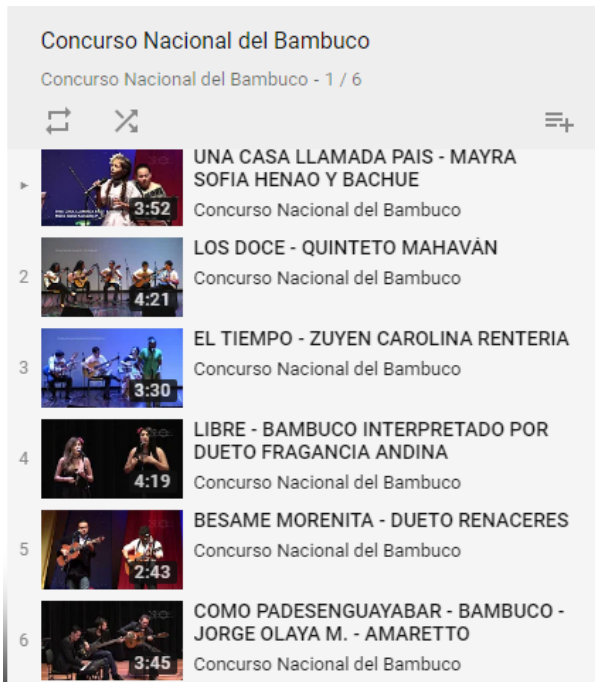 Concurso Nacional del Bambuco
Concurso Nacional del Bambuco - 1 / 6
UNA CASA LLAMADA PAIS - MAYRA
SOFIA HENAO Y BACHUE
3:52
Concurso Nacional del Bambuco
LOS DOCE - QUINTETO MAHAVÁN
2
Concurso Nacional del Bambuco
4:21
EL TIEMPO - ZUYEN CAROLINA RENTERIA
3
Concurso Nacional del Bambuco
3:30
LIBRE - BAMBUCO INTERPRETADO POR
DUETO FRAGANCIA ANDINA
4
4:19
Concurso Nacional del Bambuco
BESAME MORENITA - DUETO RENACERES
5
Concurso Nacional del Bambuco
2:43
COMO PADESENGUAYABAR - BAMBUCO -
JORGE OLAYA M. - AMARETTO
6
3:45
Concurso Nacional del Bambuco